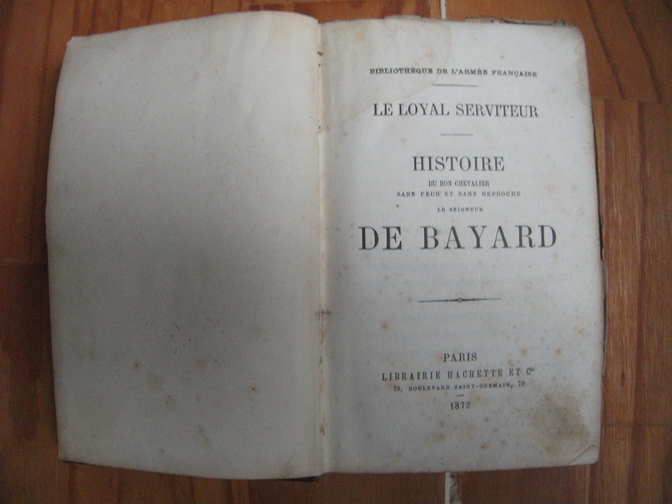 BIBLIOTHÈQUE DE L'ARMÉE FRANÇAISE
LE LOYAL SERVITEUR
HISTOIRE
DU BON CHEVALIER
SANS PEUR ET SANS REPROCHE
LE SEIGNEUR
DE BAYARD
PARIS
LIBRAIRIE HACHETTE ET Cie
79, BOULEVARD SAINT-GERMAIN, 79
1872